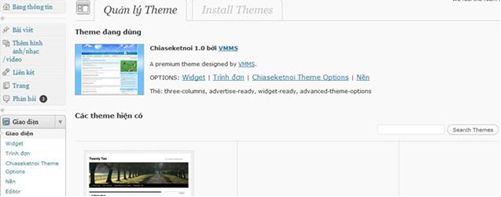 Bảng thông tin
Bài viết
Thêm hình
ảnh/nhạc
/video
Liên kết
Trang
Phản hồi 2
Giao diện
Giao diện
Widget
Trình đơn
Chiaseketnoi Theme
Options
Nền
Editor
Quản lý Theme
Install Themes
Theme đang dùng
Chiaseketnoi 1.0 bởi VMMS
A premium theme designed by VMMS.
OPTIONS: Widget | Trình đơn | Chiaseketnoi Theme Options | Nền
Thẻ: three-columns, advertise-ready, widget-ready, advanced-theme-options
Các theme hiện có
Search Themes
Twenty Ten